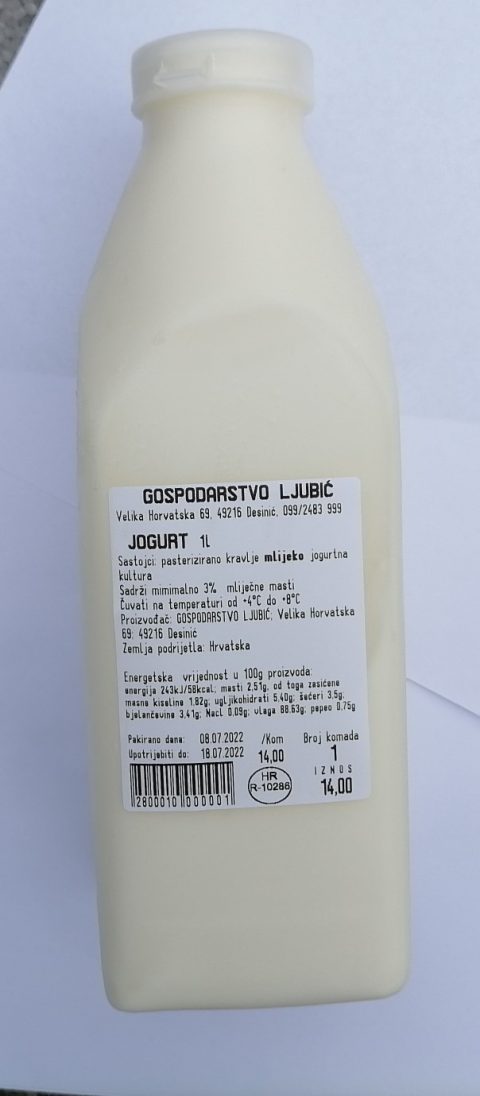 GOSPODARSTVO LJUBIĆ
Velika Horvatska 69, 49216 Desinić, 099/2483 999
JOGURT 1L
Sastojci: pasterizirano kravlje mlijeko jogurtna
kultura
Sadrži mimimalno 3% mliječne masti
Čuvati na temperaturi od +4°C do +8°C
Proizvođač: GOSPODARSTVO LJUBIĆ; Velika Horvatska
69; 49216 Desinić
Zemlja podrijetla: Hrvatska
Energetska vrijednost u 100g proizvoda:
energija 243kJ/58kcal; masti 2,51g, od toga zasićene
masne kiseline 1,82g; ugljikohidrati 5,40g; šećeri 3,5g;
bjelančevine 3,41g; Nacl 0,09g; vlaga 88,63g; pepeo 0,75g
Pakirano dana: 08.07.2022 /Kom Broj komada
Upotrijebiti do: 18.07.2022 14,00 1
IZNOS
14,00
HR
R-10286
2800010 000001